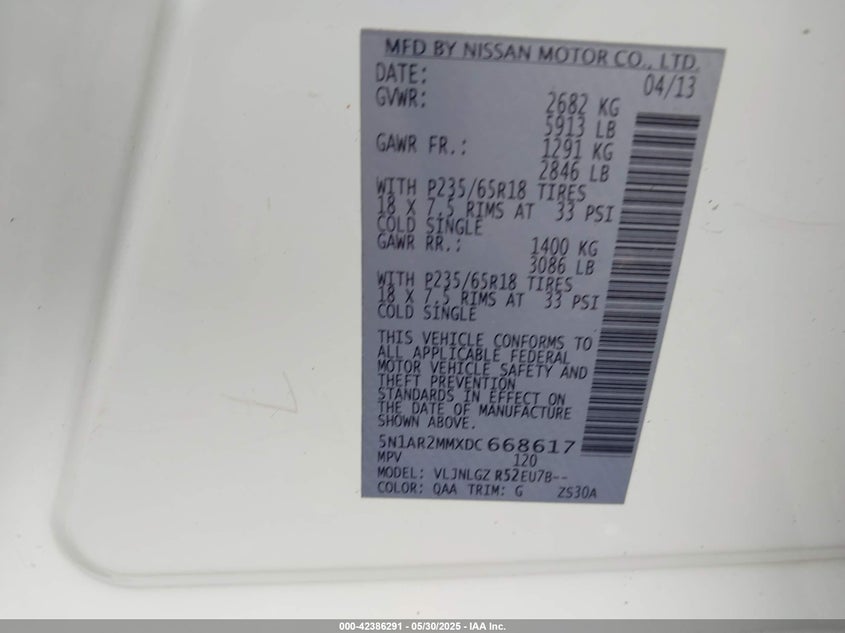 MFD BY NISSAN MOTOR CO., LTD.
DATE: 04/13
GVWR: 2682 KG
5913 LB
GAWR FR.: 1291 KG
2846 LB
WITH P235/65R18 TIRES
18 X 7.5 RIMS AT 33 PSI
COLD SINGLE
GAWR RR.: 1400 KG
3086 LB
WITH P235/65R18 TIRES
18 X 7.5 RIMS AT 33 PSI
COLD SINGLE
THIS VEHICLE CONFORMS TO
ALL APPLICABLE FEDERAL
MOTOR VEHICLE SAFETY AND
THEFT PREVENTION
STANDARDS IN EFFECT ON
THE DATE OF MANUFACTURE
SHOWN ABOVE.
5N1AR2MMXDC668617
MPV 120
MODEL: VLJNLGZ R52EU7B--
COLOR: QAA TRIM: G ZS30A
000-42386291 - 05/30/2025 - IAA Inc.